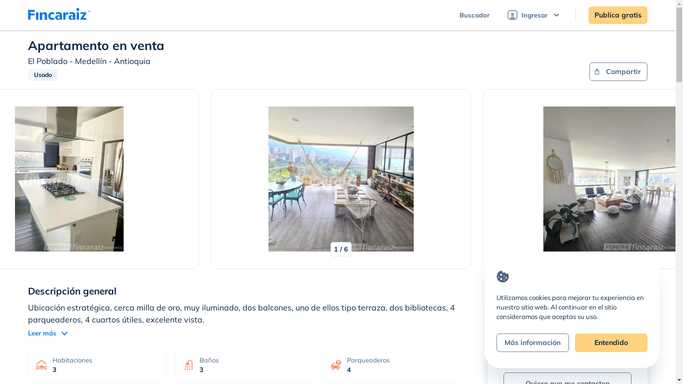 Fincaraiz
Buscador
Ingresar
Publica gratis
Apartamento en venta
El Poblado - Medellín - Antioquia
Usado
Compartir
fincaraiz
fincaraiz
fincaraiz
1 / 6
Descripción general
Ubicación estratégica, cerca milla de oro, muy iluminado, dos balcones, uno de ellos tipo terraza, dos bibliotecas, 4
parqueaderos, 4 cuartos útiles, excelente vista.
Leer más
Habitaciones
3
Baños
3
Parqueaderos
4
Utilizamos cookies para mejorar tu experiencia en
nuestro sitio web. Al continuar en el sitio
consideramos que aceptas su uso.
Más información
Entendido
Quiero que me contacten